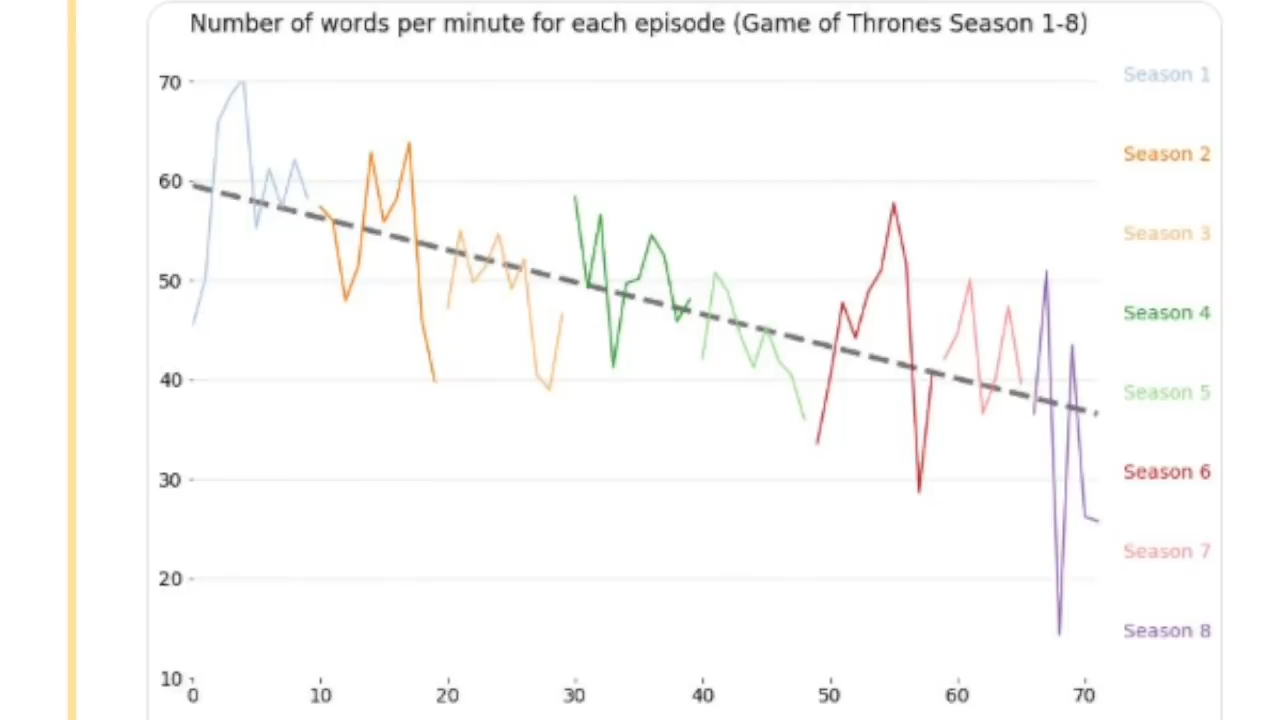 Number of words per minute for each episode (Game of Thrones Season 1-8)
70
60
50
40
30
20
10
0 10 20 30 40 50 60 70
Season 1
Season 2
Season 3
Season 4
Season 5
Season 6
Season 7
Season 8